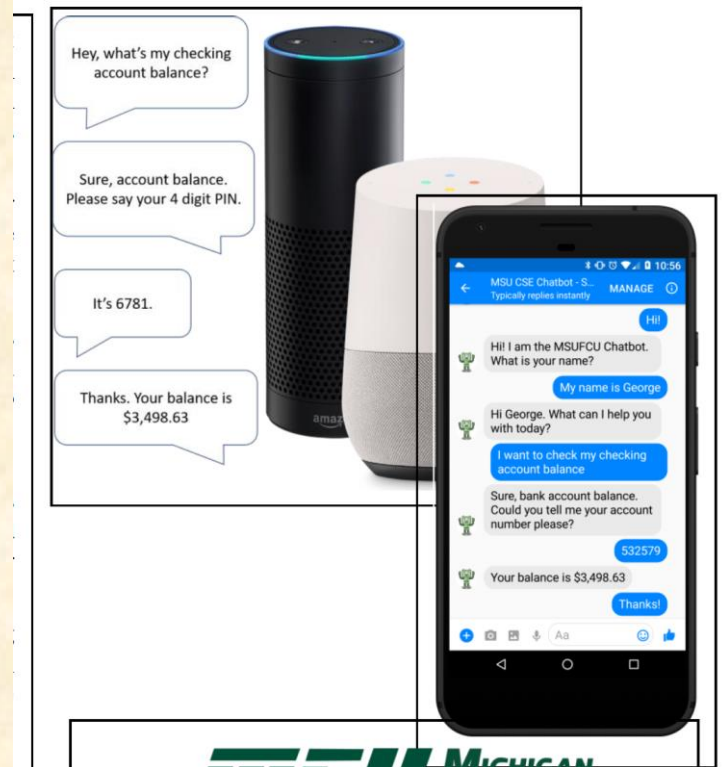 Hey, what's my checking
account balance?
Sure, account balance.
Please say your 4 digit PIN.
It's 6781.
Thanks. Your balance is
$3,498.63
amaz
10:56
MSU CSE Chatbot - S...
Typically replies instantly
MANAGE
Hi!
Hi! I am the MSUFCU Chatbot.
What is your name?
My name is George
Hi George. What can I help you
with today?
I want to check my checking
account balance
Sure, bank account balance.
Could you tell me your account
number please?
532579
Your balance is $3,498.63
Thanks!
Aa
MICHIGAN